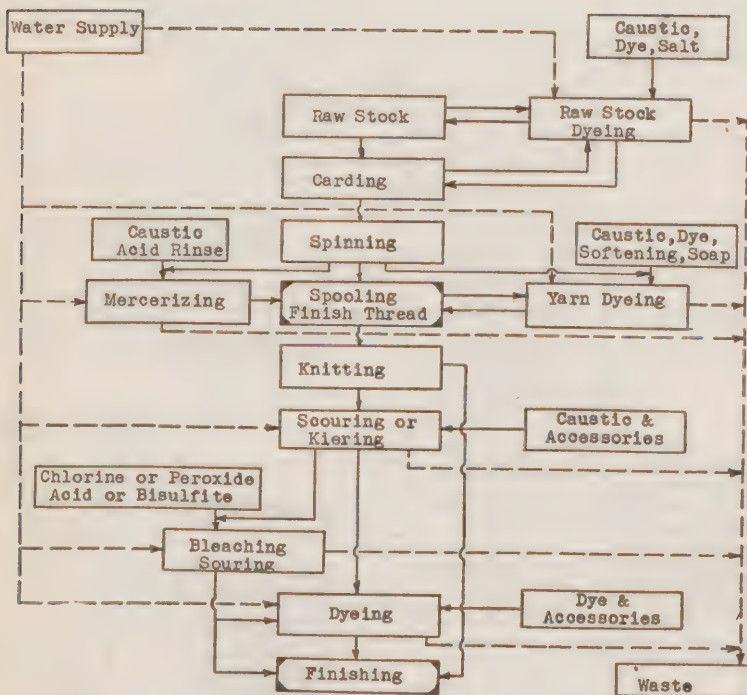 Water Supply
Caustic,
Dye,Salt
Raw Stock
Raw Stock
Dyeing
Carding
Caustic
Acid Rinse
Spinning
Caustic,Dye,
Softening,Soap
Mercerizing
Spooling
Finish Thread
Yarn Dyeing
Knitting
Scouring or
Kiering
Caustic &
Accessories
Chlorine or Peroxide
Acid or Bisulfite
Bleaching
Souring
Dyeing
Dye &
Accessories
Finishing
Waste